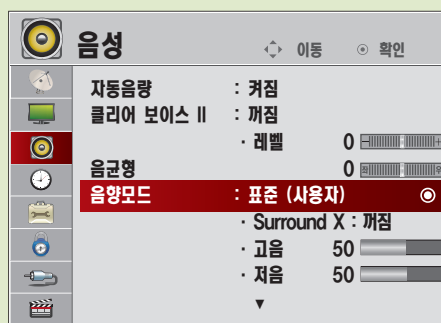 음성
이동 확인
자동음량 : 켜짐
클리어 보이스 II : 꺼짐
· 레벨 0 - +
음균형 0 좌 우
음향모드 : 표준 (사용자)
· Surround X : 꺼짐
· 고음 50
· 저음 50